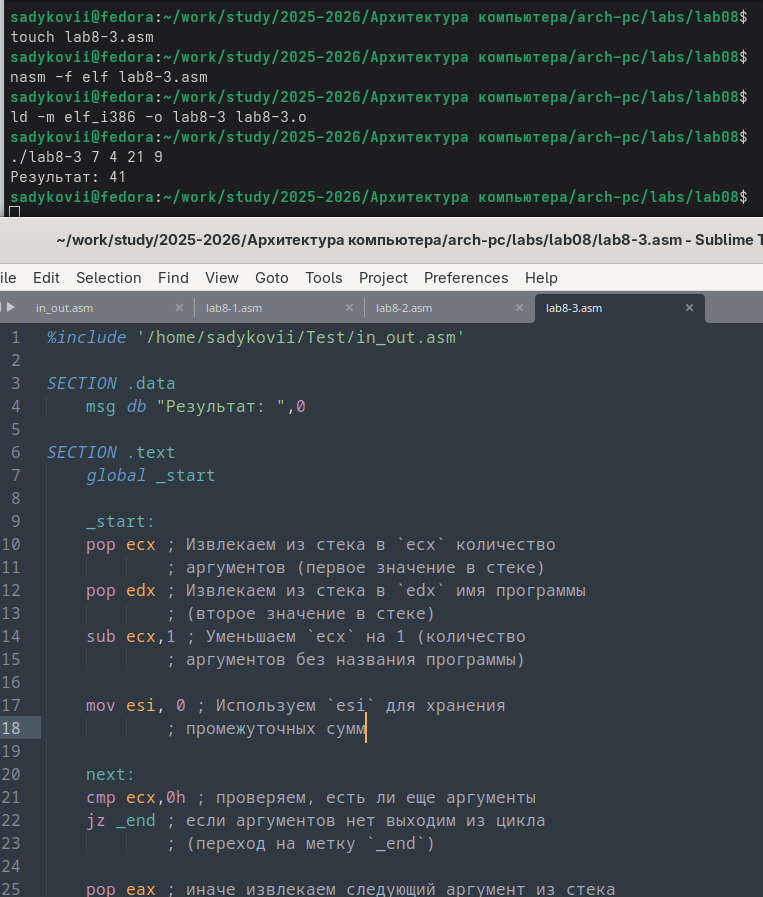 sadykovii@fedora:~/work/study/2025-2026/Архитектура компьютера/arch-pc/labs/lab08$
touch lab8-3.asm
sadykovii@fedora:~/work/study/2025-2026/Архитектура компьютера/arch-pc/labs/lab08$
nasm -f elf lab8-3.asm
sadykovii@fedora:~/work/study/2025-2026/Архитектура компьютера/arch-pc/labs/lab08$
ld -m elf_i386 -o lab8-3 lab8-3.o
sadykovii@fedora:~/work/study/2025-2026/Архитектура компьютера/arch-pc/labs/lab08$
./lab8-3 7 4 21 9
Результат: 41
sadykovii@fedora:~/work/study/2025-2026/Архитектура компьютера/arch-pc/labs/lab08$
~/work/study/2025-2026/Архитектура компьютера/arch-pc/labs/lab08/lab8-3.asm - Sublime T
ile Edit Selection Find View Goto Tools Project Preferences Help
in_out.asm × lab8-1.asm × lab8-2.asm × lab8-3.asm ×
1 %include '/home/sadykovii/Test/in_out.asm'
2
3 SECTION .data
4 msg db "Результат: ",0
5
6 SECTION .text
7 global _start
8
9 _start:
10 pop ecx ; Извлекаем из стека в `ecx` количество
11 ; аргументов (первое значение в стеке)
12 pop edx ; Извлекаем из стека в `edx` имя программы
13 ; (второе значение в стеке)
14 sub ecx,1 ; Уменьшаем `ecx` на 1 (количество
15 ; аргументов без названия программы)
16
17 mov esi, 0 ; Используем `esi` для хранения
18 ; промежуточных сумм
19
20 next:
21 cmp ecx,0h ; проверяем, есть ли еще аргументы
22 jz _end ; если аргументов нет выходим из цикла
23 ; (переход на метку `_end`)
24
25 pop eax ; иначе извлекаем следующий аргумент из стека